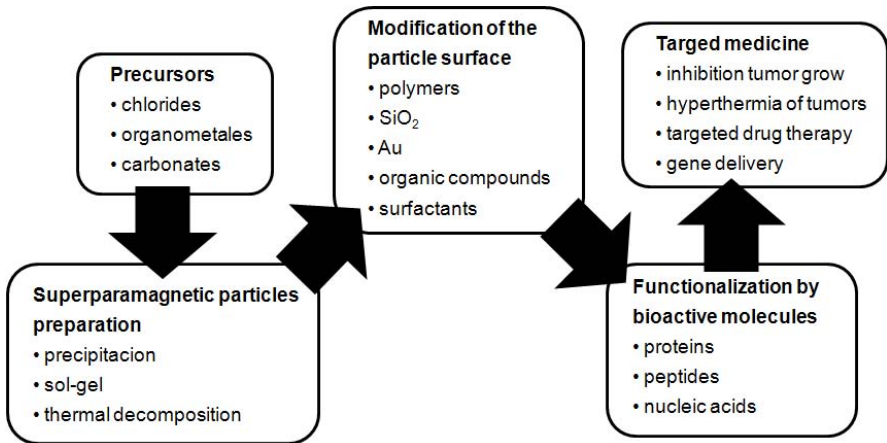 Precursors
• chlorides
• organometales
• carbonates
Superparamagnetic particles
preparation
• precipitacion
• sol-gel
• thermal decomposition
Modification of the
particle surface
• polymers
• SiO₂
• Au
• organic compounds
• surfactants
Functionalization by
bioactive molecules
• proteins
• peptides
• nucleic acids
Targed medicine
• inhibition tumor grow
• hyperthermia of tumors
• targeted drug therapy
• gene delivery